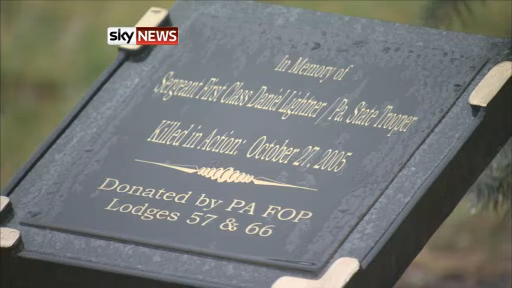 sky NEWS
In Memory of
Sergeant First Class Daniel Lightner / Pa. State Trooper
Killed in Action: October 27, 2005
Donated by PA FOP
Lodges 57 & 66